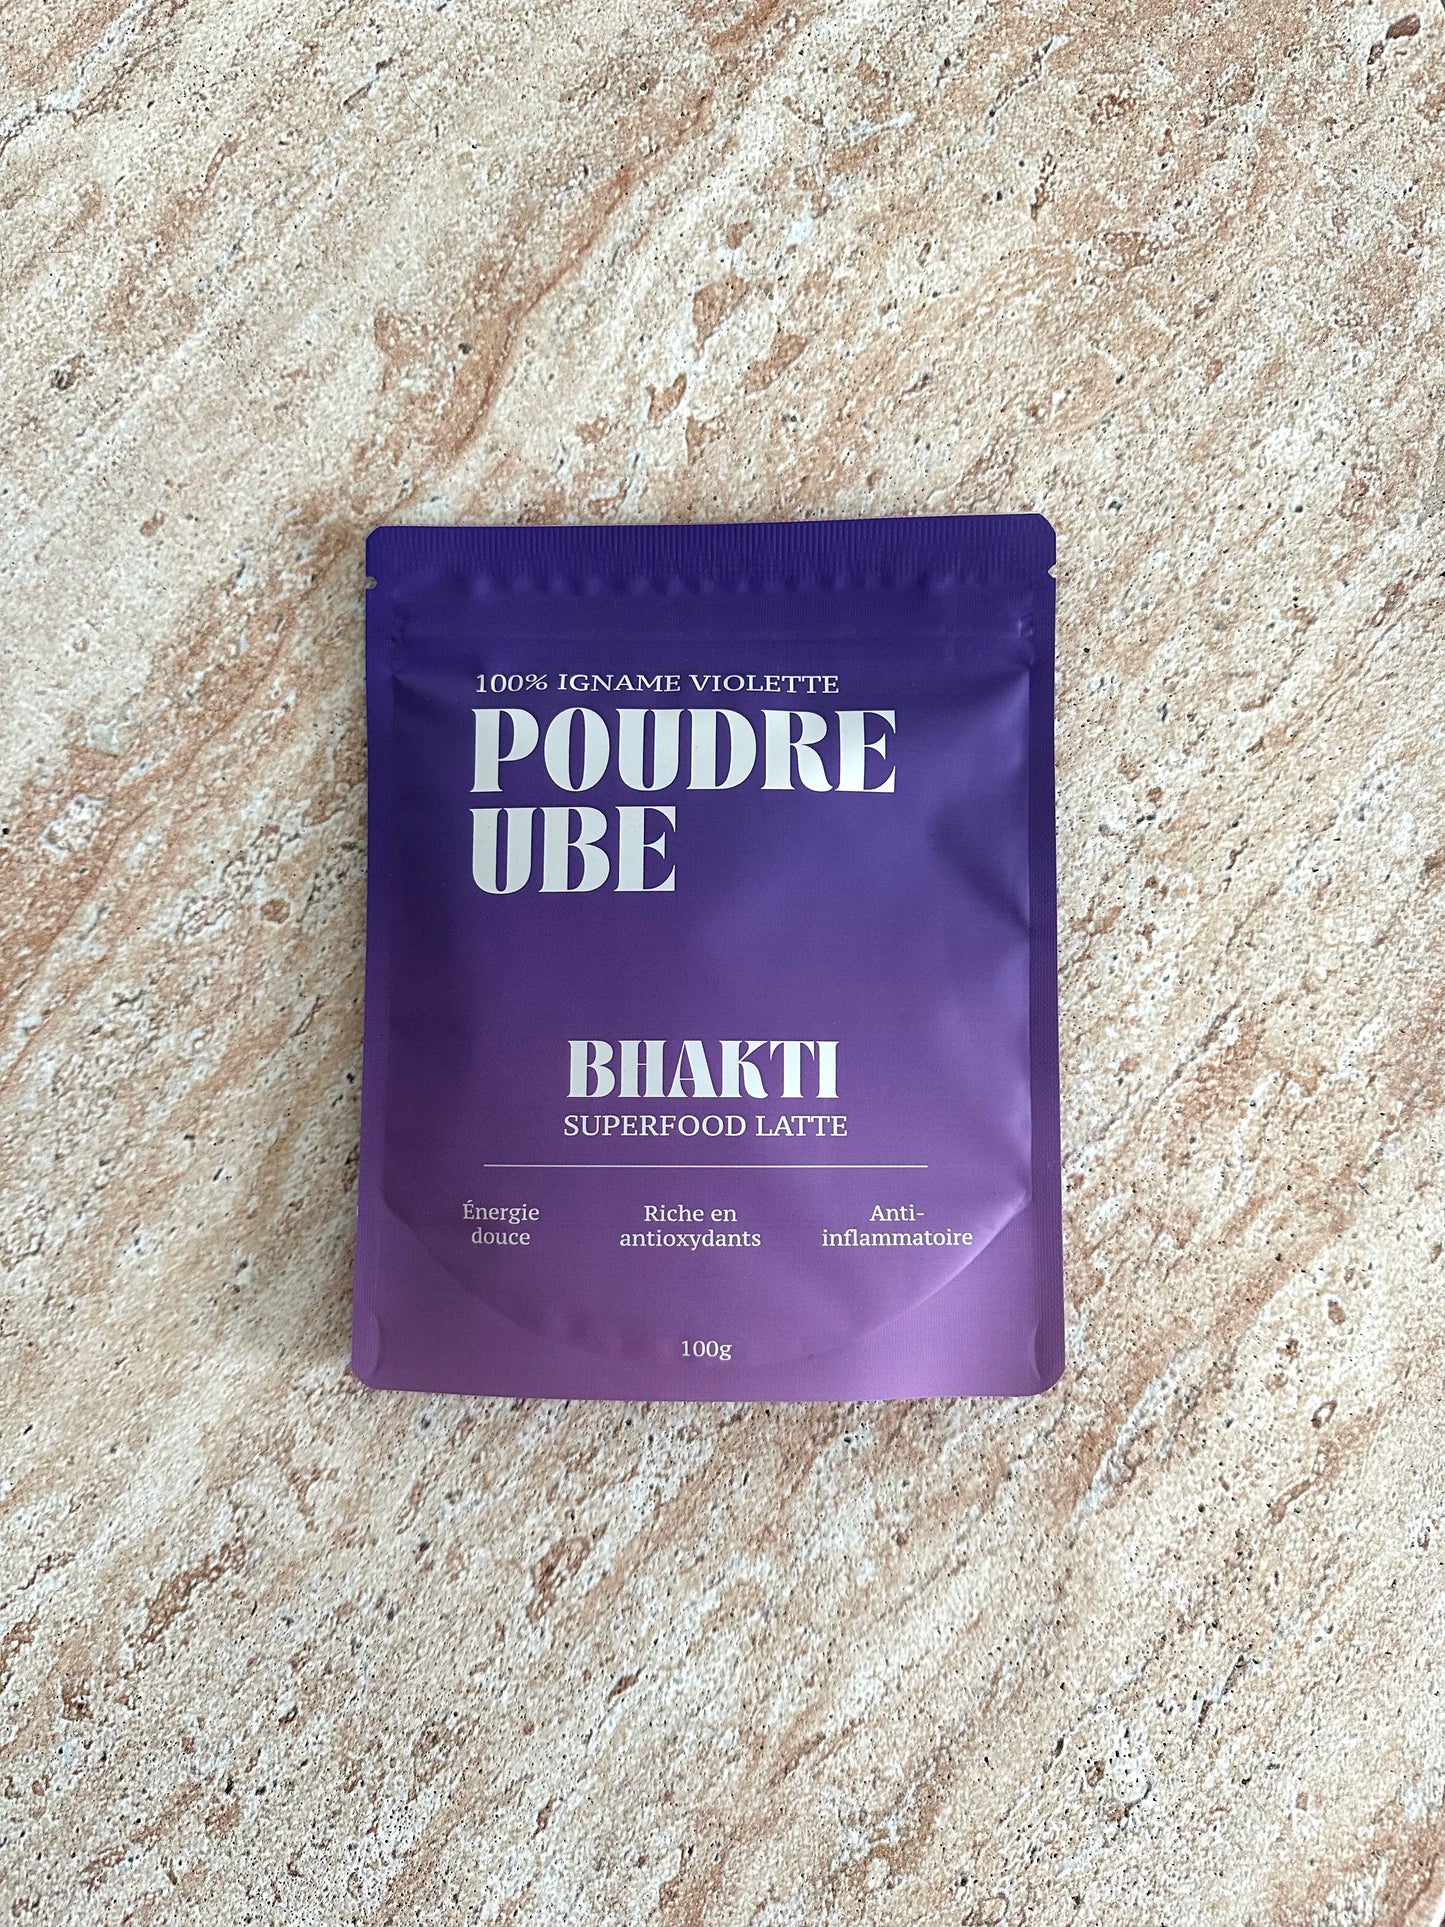 100% IGNAME VIOLETTE
POUDRE
UBE
BHAKTI
SUPERFOOD LATTE
Énergie
douce
Riche en
antioxydants
Anti-
inflammatoire
100g